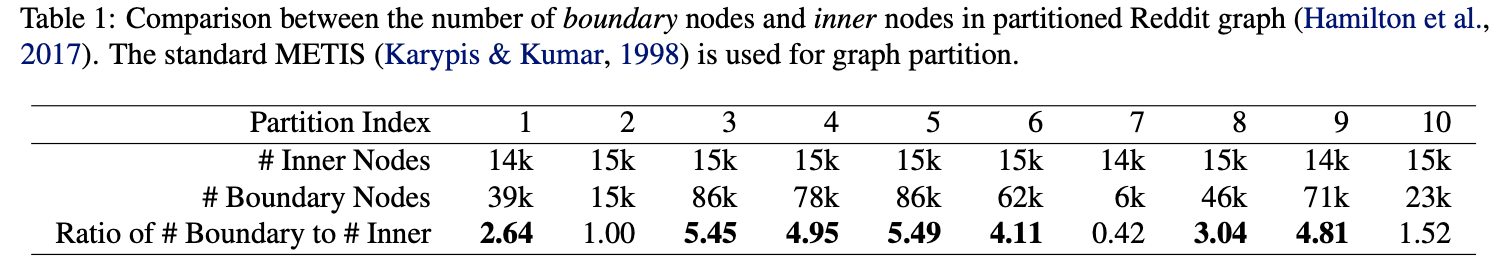 Table 1: Comparison between the number of boundary nodes and inner nodes in partitioned Reddit graph (Hamilton et al.,
2017). The standard METIS (Karypis & Kumar, 1998) is used for graph partition.
Partition Index 1 2 3 4 5 6 7 8 9 10
# Inner Nodes 14k 15k 15k 15k 15k 15k 14k 15k 14k 15k
# Boundary Nodes 39k 15k 86k 78k 86k 62k 6k 46k 71k 23k
Ratio of # Boundary to # Inner 2.64 1.00 5.45 4.95 5.49 4.11 0.42 3.04 4.81 1.52